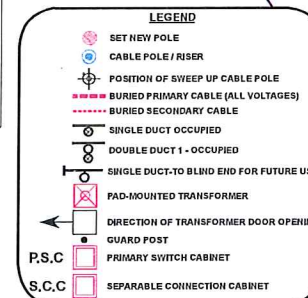 LEGEND
SET NEW POLE
CABLE POLE / RISER
POSITION OF SWEEP UP CABLE POLE
BURIED PRIMARY CABLE (ALL VOLTAGES)
BURIED SECONDARY CABLE
SINGLE DUCT OCCUPIED
DOUBLE DUCT 1 - OCCUPIED
SINGLE DUCT-TO BLIND END FOR FUTURE
PAD-MOUNTED TRANSFORMER
DIRECTION OF TRANSFORMER DOOR
GUARD POST
P.S.C PRIMARY SWITCH CABINET
S.C.C SEPARABLE CONNECTION CABINET